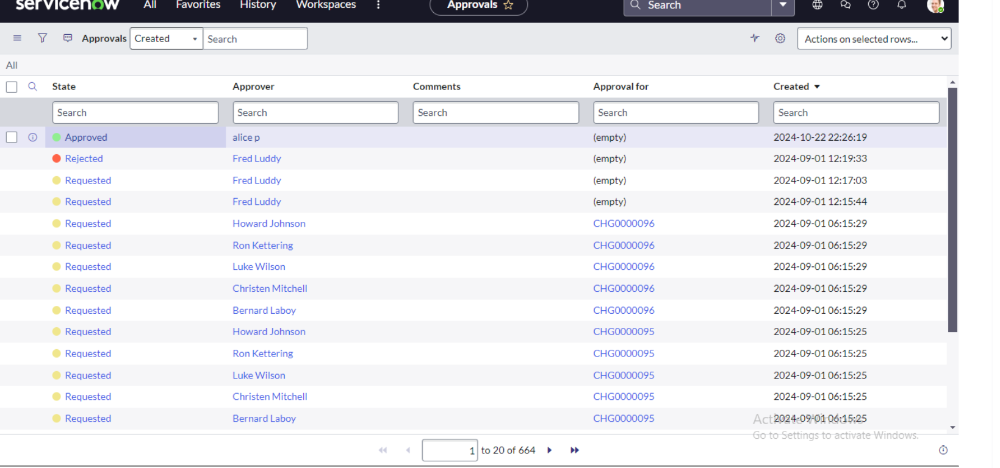 servicenow All Favorites History Workspaces Approvals Search
Approvals Created Search Actions on selected rows...
All
State Approver Comments Approval for Created
Search Search Search Search Search
Approved alice p (empty) 2024-10-22 22:26:19
Rejected Fred Luddy (empty) 2024-09-01 12:19:33
Requested Fred Luddy (empty) 2024-09-01 12:17:03
Requested Fred Luddy (empty) 2024-09-01 12:15:44
Requested Howard Johnson CHG0000096 2024-09-01 06:15:29
Requested Ron Kettering CHG0000096 2024-09-01 06:15:29
Requested Luke Wilson CHG0000096 2024-09-01 06:15:29
Requested Christen Mitchell CHG0000096 2024-09-01 06:15:29
Requested Bernard Laboy CHG0000096 2024-09-01 06:15:29
Requested Howard Johnson CHG0000095 2024-09-01 06:15:25
Requested Ron Kettering CHG0000095 2024-09-01 06:15:25
Requested Luke Wilson CHG0000095 2024-09-01 06:15:25
Requested Christen Mitchell CHG0000095 2024-09-01 06:15:25
Requested Bernard Laboy CHG0000095 2024-09-01 06:15:25
Activate Windows
Go to Settings to activate Windows.
1 to 20 of 664